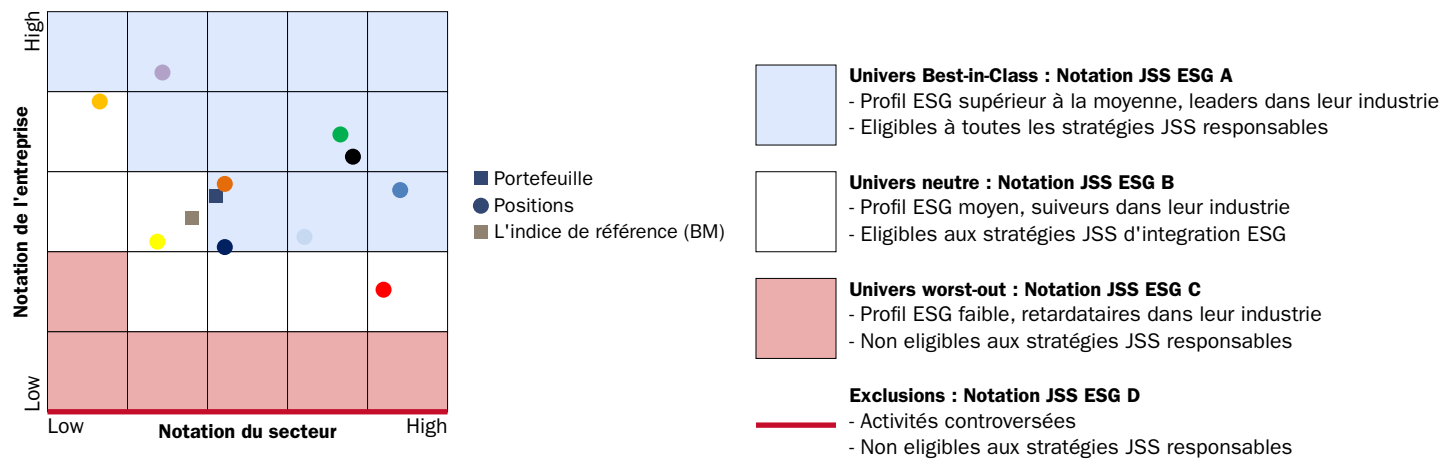 High
Notation de l'entreprise
Low
Low
Notation du secteur
High
Portefeuille
Positions
L'indice de référence (BM)
Univers Best-in-Class : Notation JSS ESG A
- Profil ESG supérieur à la moyenne, leaders dans leur industrie
- Eligibles à toutes les stratégies JSS responsables
Univers neutre : Notation JSS ESG B
- Profil ESG moyen, suiveurs dans leur industrie
- Eligibles aux stratégies JSS d'integration ESG
Univers worst-out : Notation JSS ESG C
- Profil ESG faible, retardataires dans leur industrie
- Non eligibles aux stratégies JSS responsables
Exclusions : Notation JSS ESG D
- Activités controversées
- Non eligibles aux stratégies JSS responsables